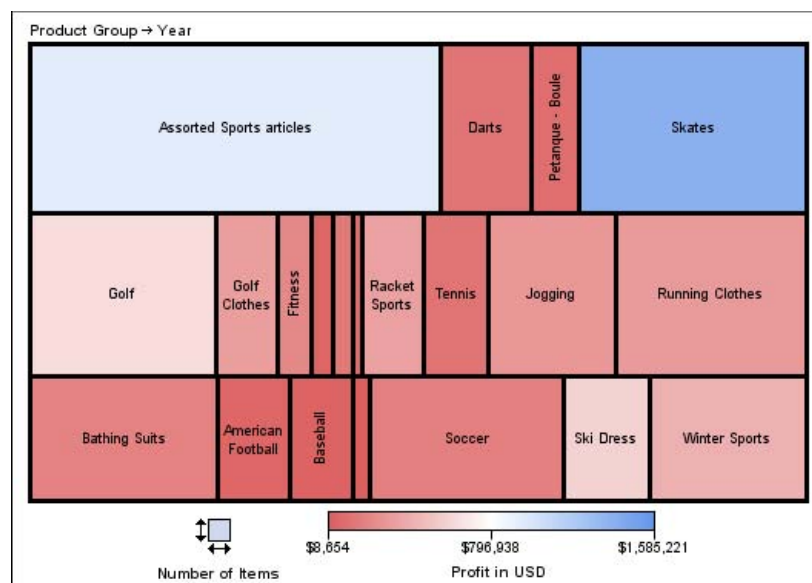 Product Group → Year
Assorted Sports articles
Darts
Petanque - Boule
Skates
Golf
Golf
Clothes
Fitness
Racket
Sports
Tennis
Jogging
Running Clothes
Bathing Suits
American
Football
Baseball
Soccer
Ski Dress
Winter Sports
$8,654
$796,938
$1,585,221
Number of Items
Profit in USD